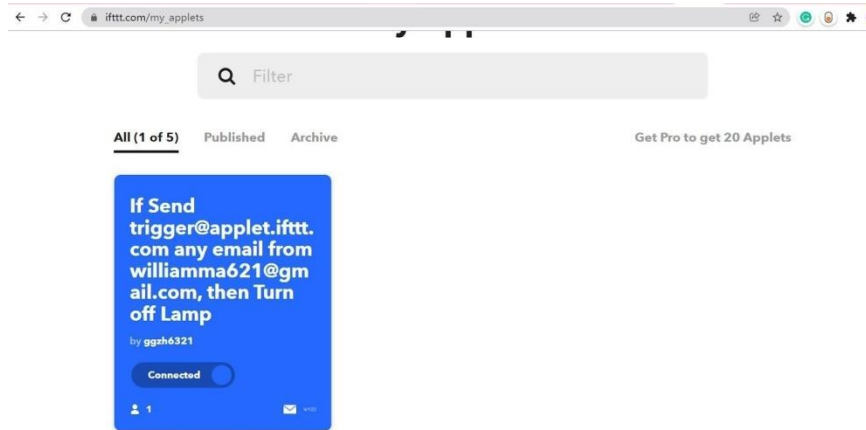 ifttt.com/my_applets
Filter
All (1 of 5) Published Archive Get Pro to get 20 Applets
If Send
trigger@applet.ifttt.
com any email from
williamma621@gm
ail.com, then Turn
off Lamp
by ggzh6321
Connected
1